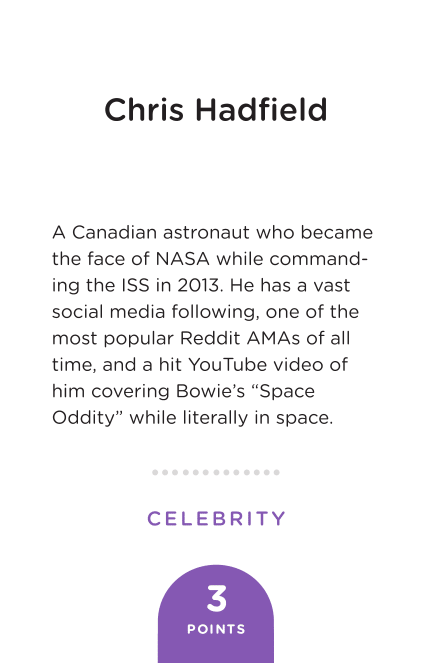 Chris Hadfield
A Canadian astronaut who became
the face of NASA while command-
ing the ISS in 2013. He has a vast
social media following, one of the
most popular Reddit AMAs of all
time, and a hit YouTube video of
him covering Bowie’s “Space
Oddity” while literally in space.
CELEBRITY
3
POINTS